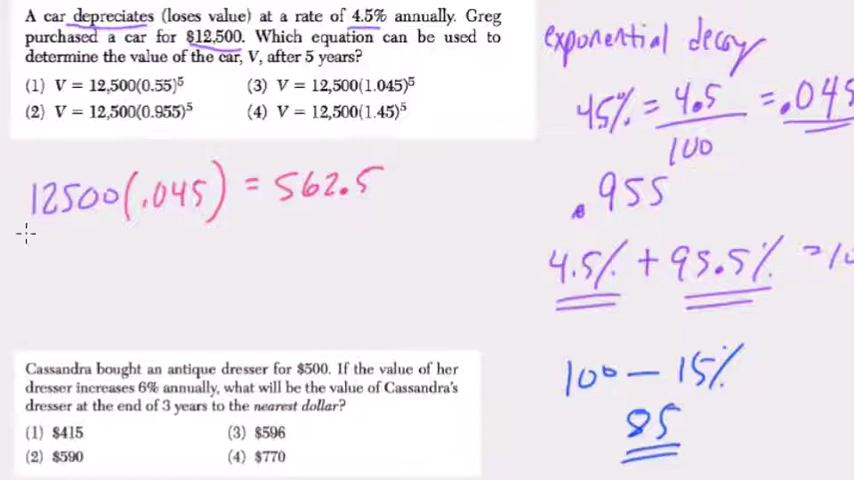 A car depreciates (loses value) at a rate of 4.5% annually. Greg
purchased a car for $12,500. Which equation can be used to
determine the value of the car, V, after 5 years?
(1) V = 12,500(0.55)⁵ (3) V = 12,500(1.045)⁵
(2) V = 12,500(0.955)⁵ (4) V = 12,500(1.45)⁵
exponential decay
45% = 4.5/100 = .045
.955
12500(.045) = 562.5
4.5% + 95.5% = 10
100 - 15%
85
Cassandra bought an antique dresser for $500. If the value of her
dresser increases 6% annually, what will be the value of Cassandra's
dresser at the end of 3 years to the nearest dollar?
(1) $415 (3) $596
(2) $590 (4) $770